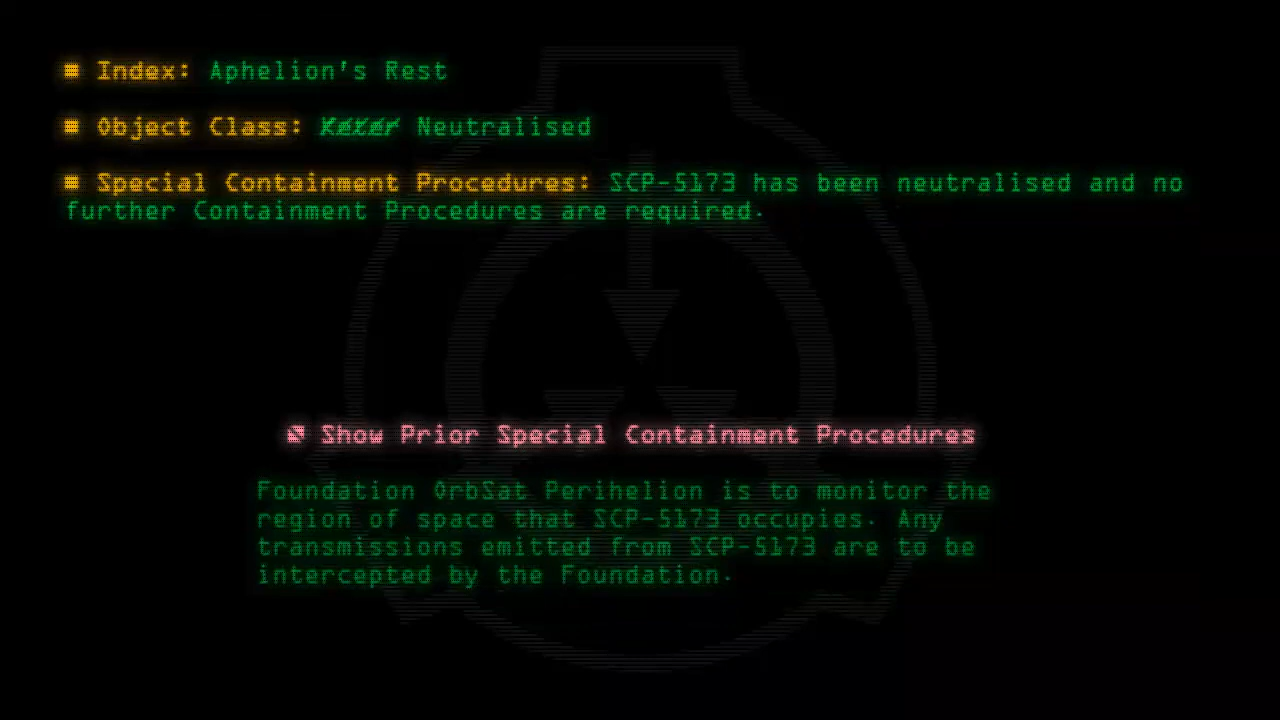 Index: Aphelion's Rest
Object Class: Keter Neutralised
Special Containment Procedures: SCP-5173 has been neutralised and no
further Containment Procedures are required.
Show Prior Special Containment Procedures
Foundation OrbSat Perihelion is to monitor the
region of space that SCP-5173 occupies. Any
transmissions emitted from SCP-5173 are to be
intercepted by the Foundation.